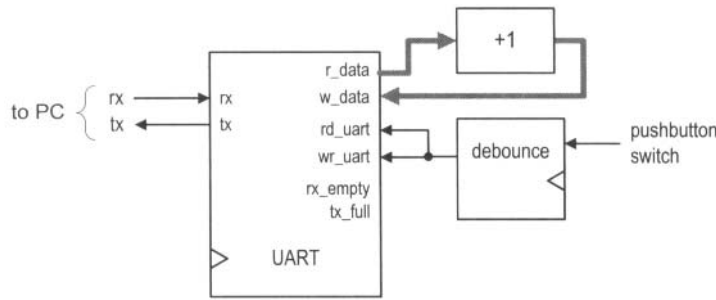 +1
r_data
w_data
to PC
rx
rx
tx
tx
rd_uart
wr_uart
debounce
pushbutton
switch
rx_empty
tx_full
UART